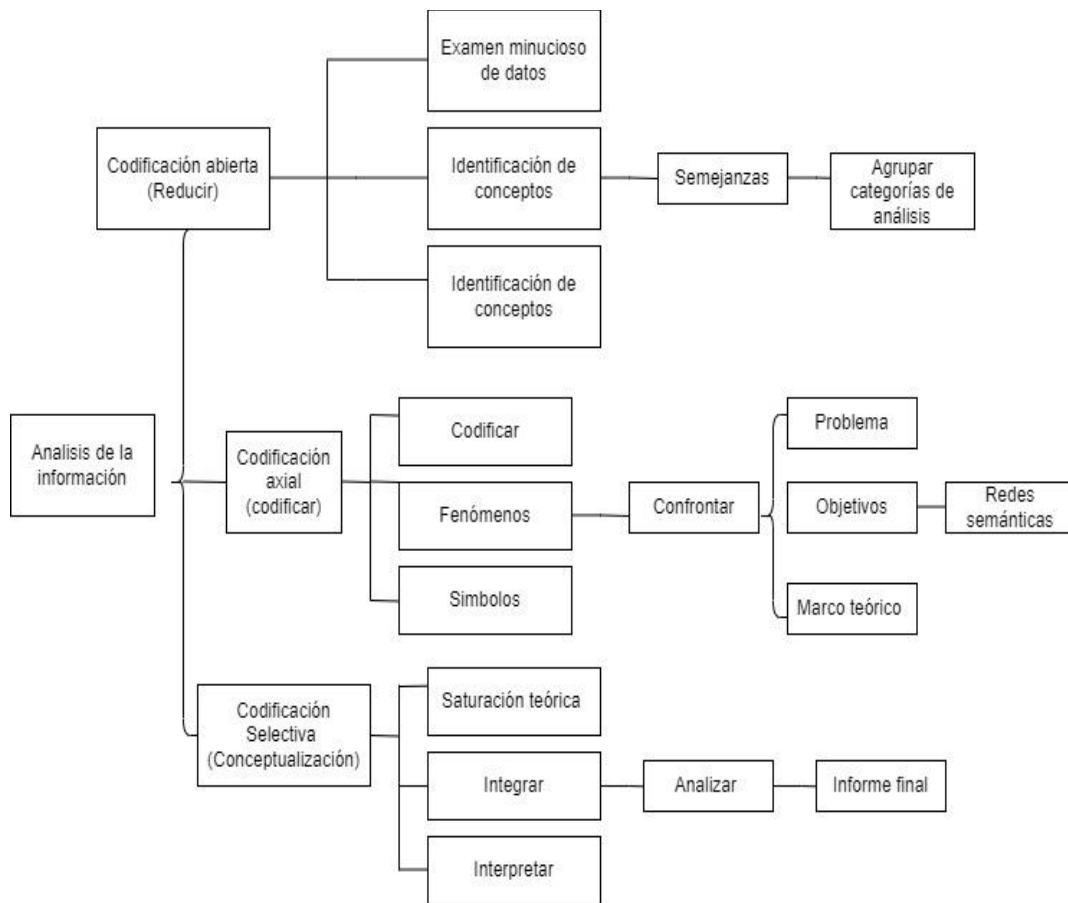 Examen minucioso
de datos
Codificación abierta
(Reducir)
Identificación de
conceptos
Semejanzas
Agrupar
categorías de
análisis
Identificación de
conceptos
Analisis de la
información
Codificación
axial
(codificar)
Codificar
Fenómenos
Simbolos
Confrontar
Problema
Objetivos
Marco teórico
Redes
semánticas
Codificación
Selectiva
(Conceptualización)
Saturación teórica
Integrar
Interpretar
Analizar
Informe final